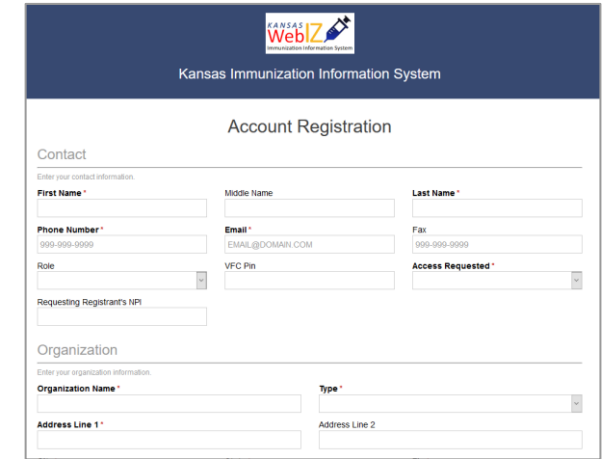 KANSAS
WebIZ
Immunization Information System
Kansas Immunization Information System
Account Registration
Contact
Enter your contact information.
First Name *
Middle Name
Last Name *
Phone Number *
Email *
Fax
999-999-9999
EMAIL@DOMAIN.COM
999-999-9999
Role
VFC Pin
Access Requested *
Requesting Registrant's NPI
Organization
Enter your organization information.
Organization Name *
Type *
Address Line 1 *
Address Line 2